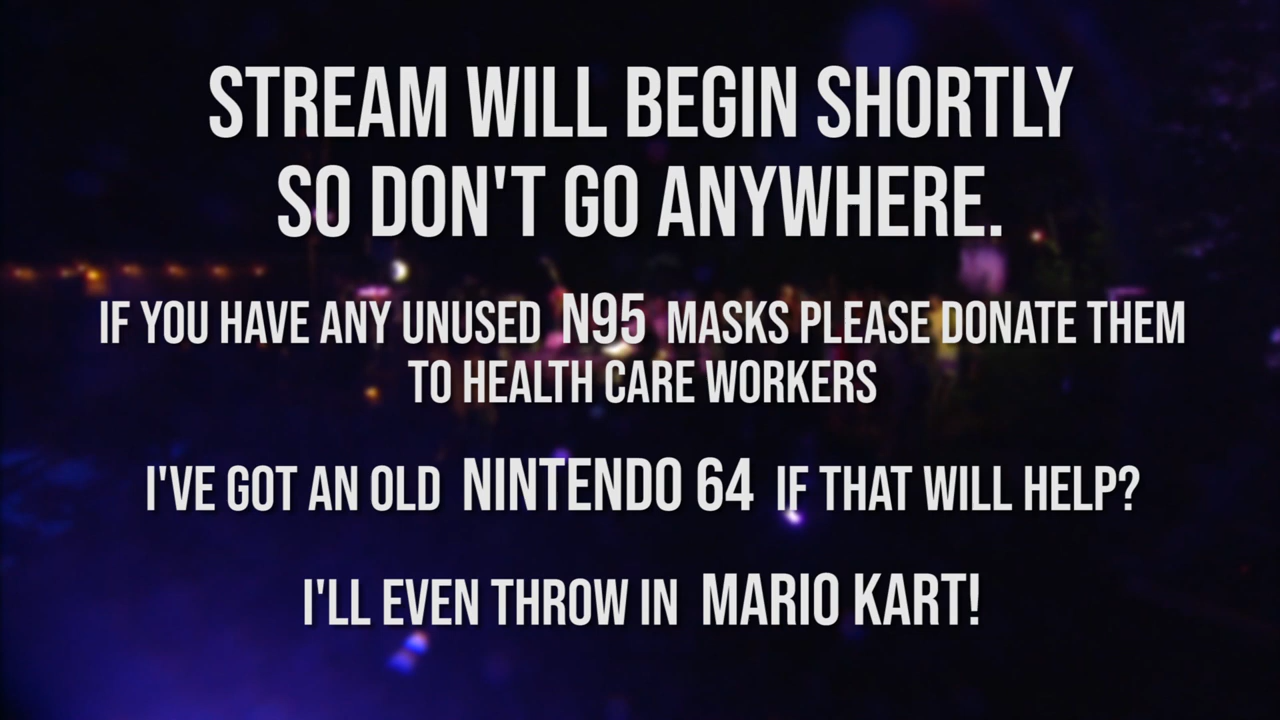 STREAM WILL BEGIN SHORTLY
SO DON'T GO ANYWHERE.
IF YOU HAVE ANY UNUSED N95 MASKS PLEASE DONATE THEM
TO HEALTH CARE WORKERS
I'VE GOT AN OLD NINTENDO 64 IF THAT WILL HELP?
I'LL EVEN THROW IN MARIO KART!